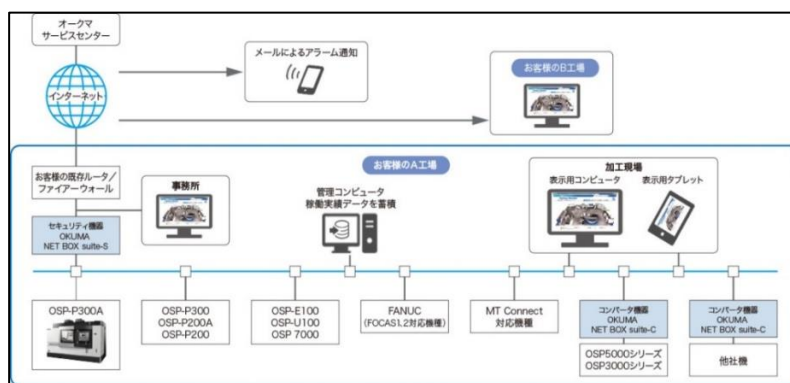 オークマ
サービスセンター
メールによるアラーム通知
お客様のB工場
インターネット
お客様のA工場
お客様の既存ルータ／
ファイアーウォール
事務所
管理コンピュータ
稼働実績データを蓄積
加工現場
表示用コンピュータ
表示用タブレット
セキュリティ機器
OKUMA
NET BOX suite-S
OSP-P300A
OSP-P300
OSP-P200A
OSP-P200
OSP-E100
OSP-U100
OSP 7000
FANUC
(FOCAS1,2対応機種)
MT Connect
対応機種
コンバータ機器
OKUMA
NET BOX suite-C
OSP5000シリーズ
OSP3000シリーズ
コンバータ機器
OKUMA
NET BOX suite-C
他社機